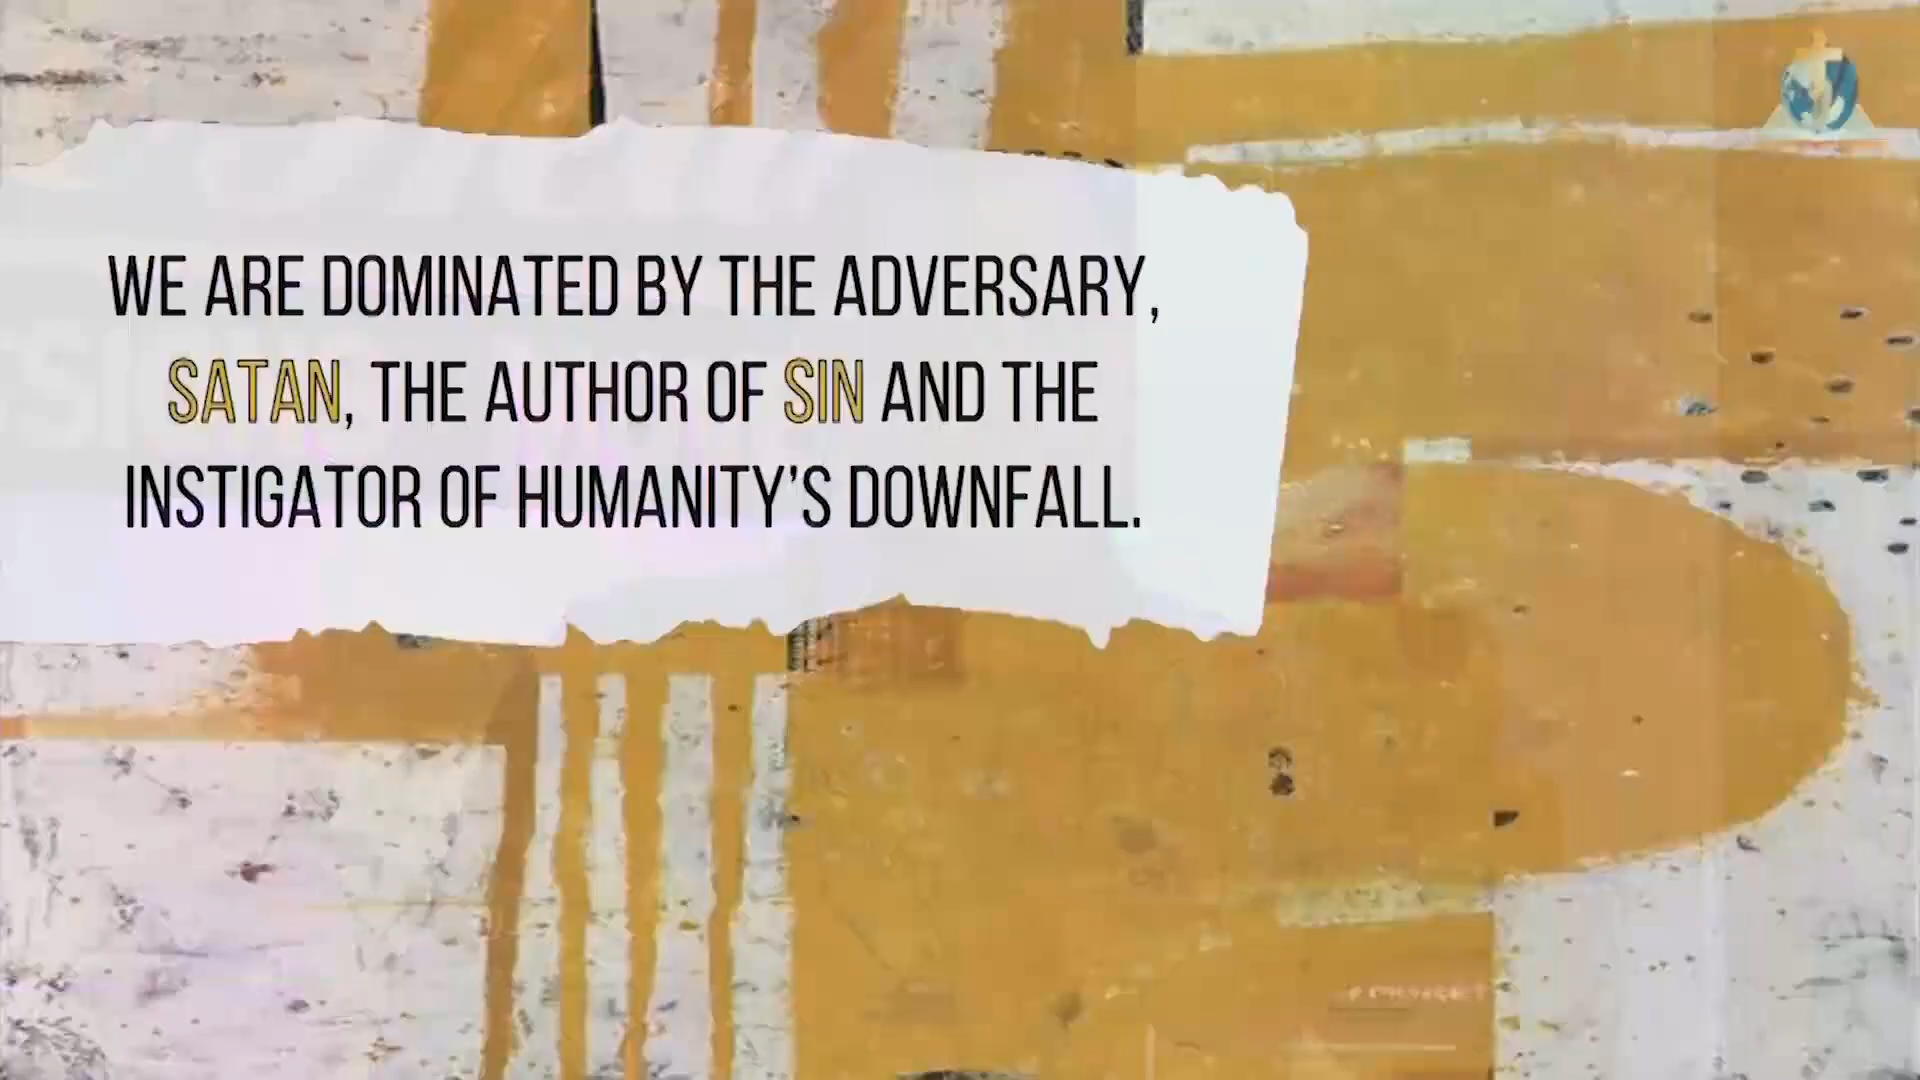 WE ARE DOMINATED BY THE ADVERSARY,
SATAN, THE AUTHOR OF SIN AND THE
INSTIGATOR OF HUMANITY’S DOWNFALL.